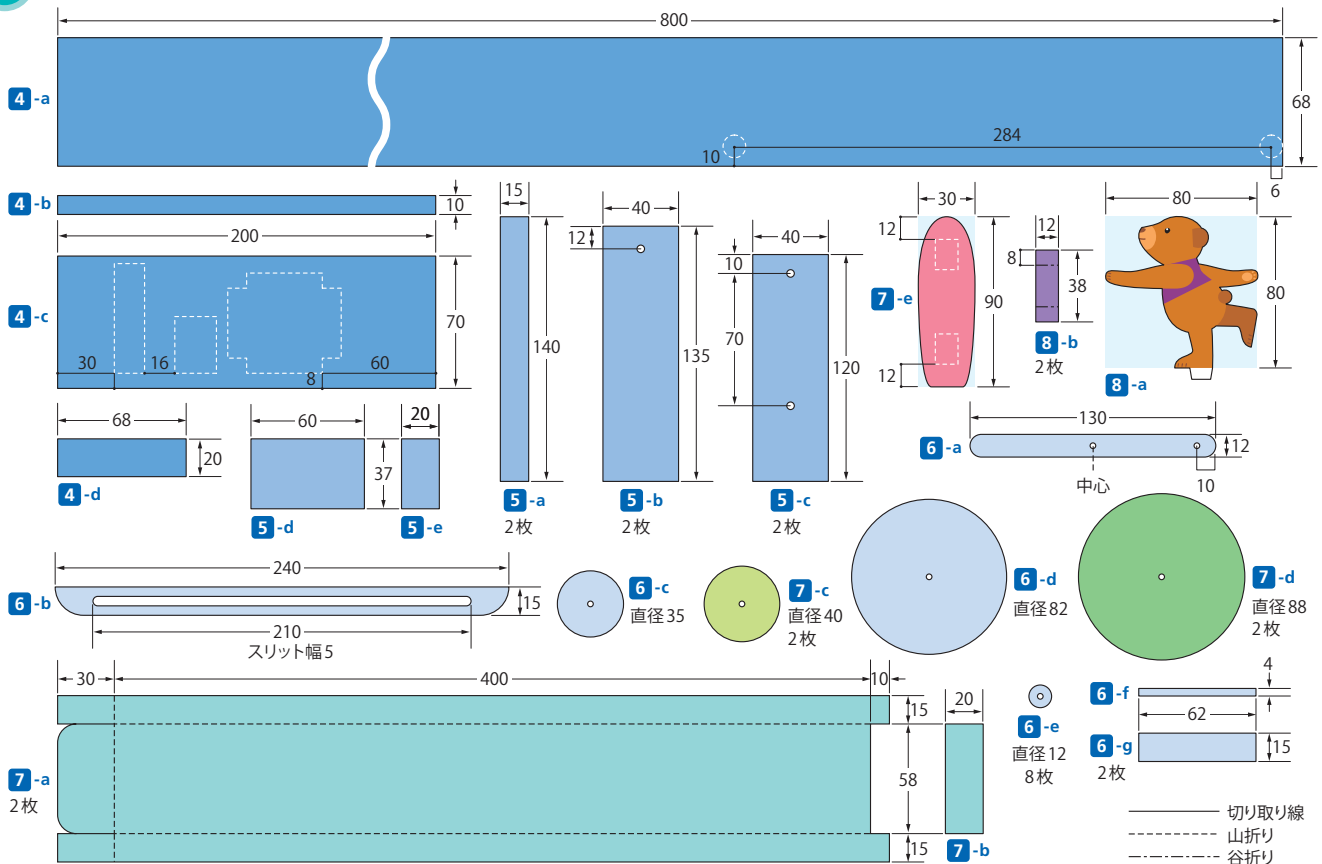 800
4 -a
68
284
10
6
4 -b
10
200
4 -c
70
30
16
8
60
68
20
4 -d
60
37
5 -d
20
5 -e
15
140
5 -a
2枚
40
12
135
5 -b
2枚
40
10
70
120
5 -c
2枚
30
12
90
12
7 -e
12
8
38
8 -b
2枚
80
80
8 -a
130
6 -a
12
中心
10
240
6 -b
15
210
スリット幅5
6 -c
直径35
7 -c
直径40
2枚
6 -d
直径82
7 -d
直径88
2枚
30
400
10
15
7 -a
2枚
58
15
20
7 -b
6 -e
直径12
8枚
6 -f
4
62
6 -g
2枚
15
切り取り線
山折り
谷折り